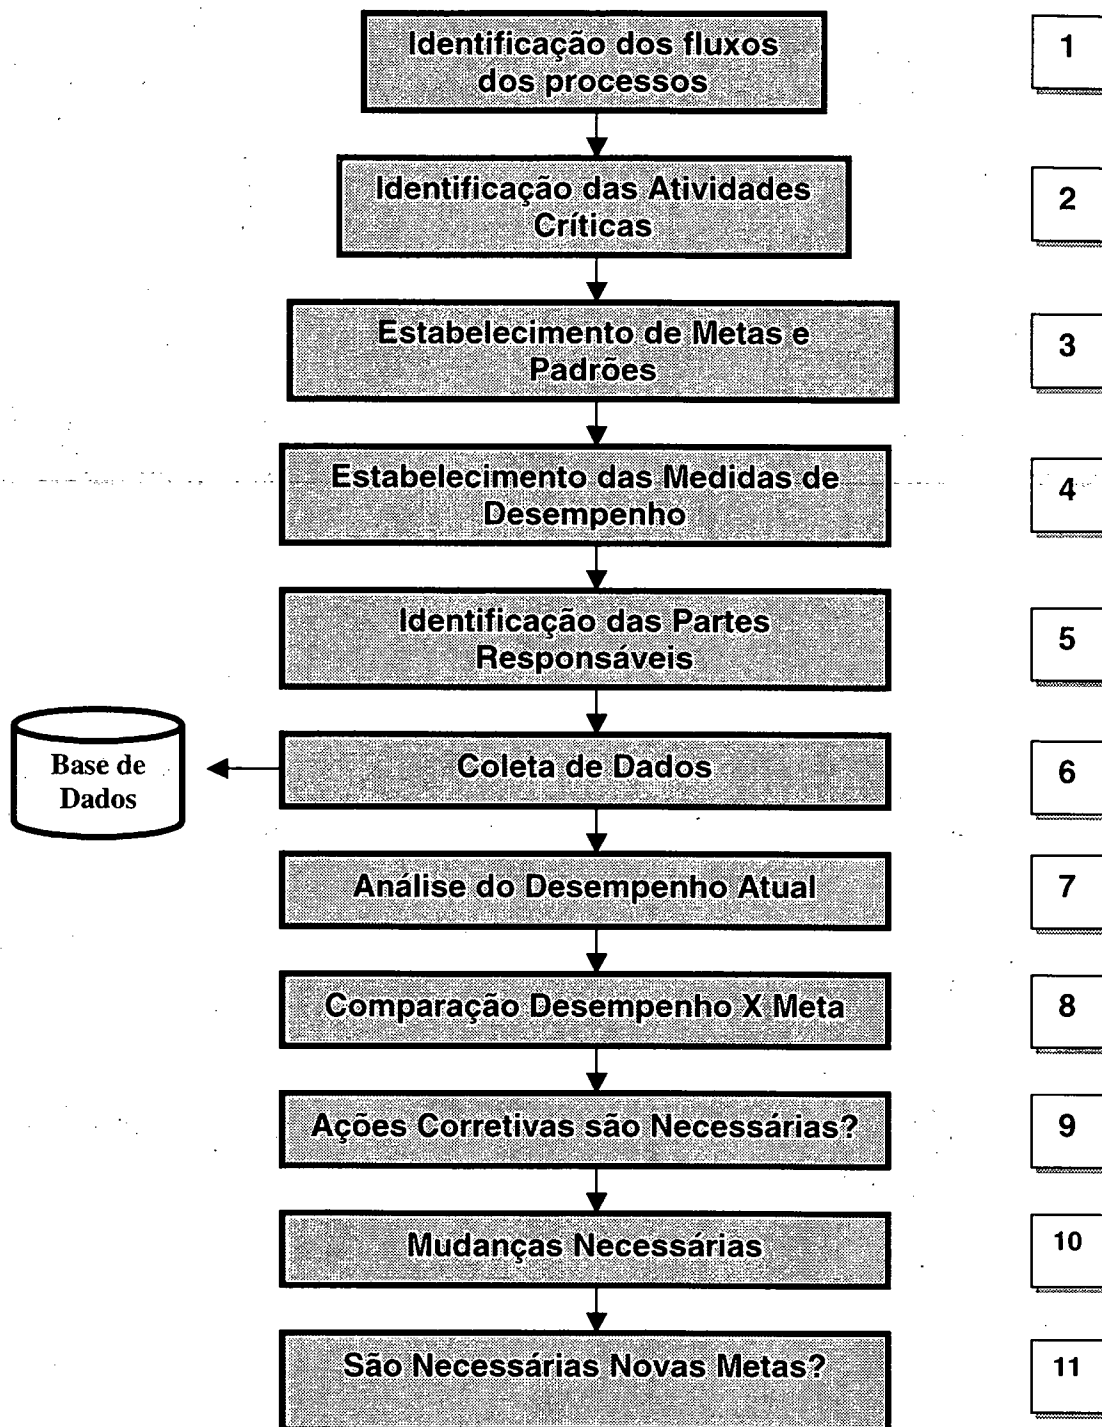 Identificação dos fluxos
dos processos
1
Identificação das Atividades
Críticas
2
Estabelecimento de Metas e
Padrões
3
Estabelecimento das Medidas de
Desempenho
4
Identificação das Partes
Responsáveis
5
Base de
Dados
Coleta de Dados
6
Análise do Desempenho Atual
7
Comparação Desempenho X Meta
8
Ações Corretivas são Necessárias?
9
Mudanças Necessárias
10
São Necessárias Novas Metas?
11